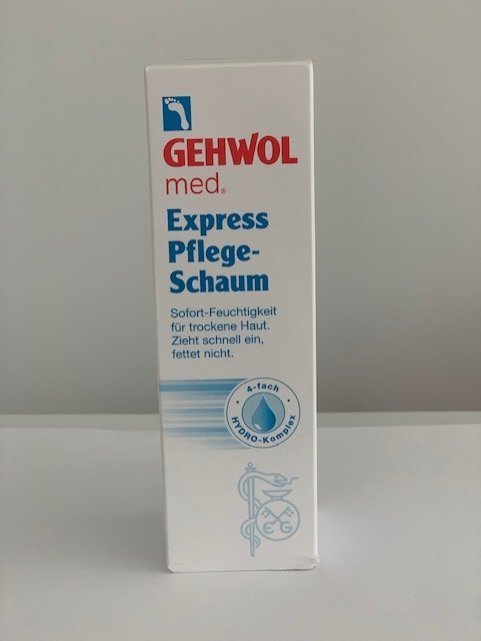 GEHWOL
med®
Express
Pflege-
Schaum
Sofort-Feuchtigkeit
für trockene Haut.
Zieht schnell ein,
fettet nicht.
• 4-fach •
HYDRO-Komplex
E G